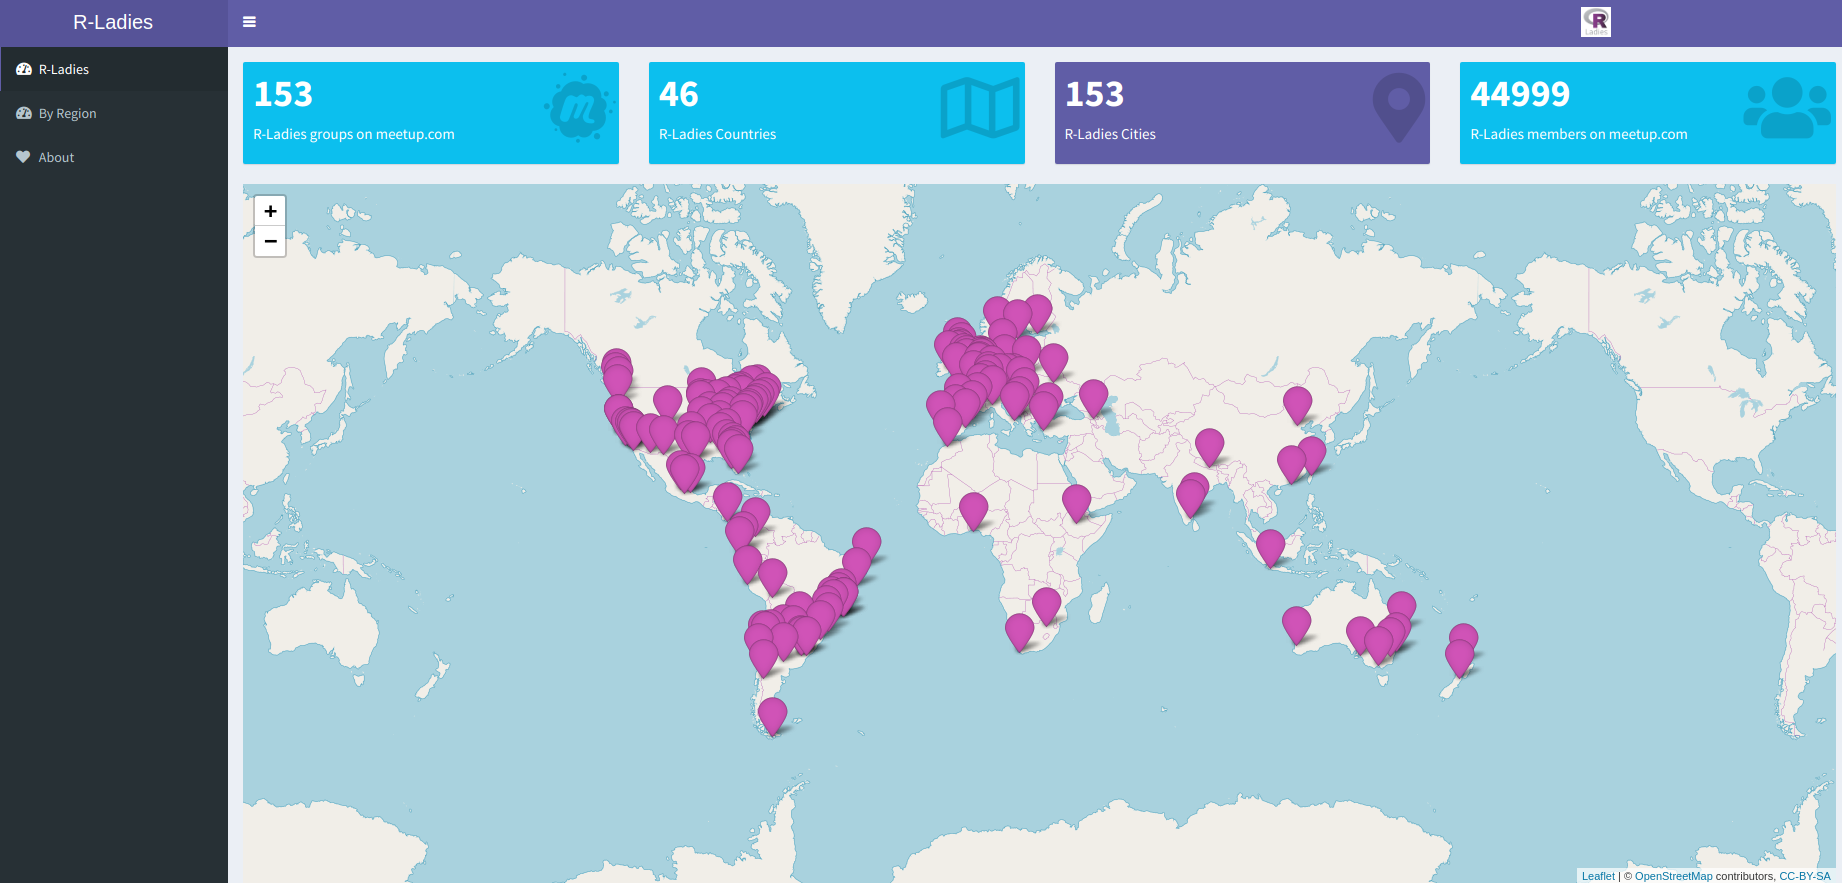 R-Ladies
R
Ladies
R-Ladies
By Region
About
153
R-Ladies groups on meetup.com
46
R-Ladies Countries
153
R-Ladies Cities
44999
R-Ladies members on meetup.com
+
−
Leaflet | © OpenStreetMap contributors, CC-BY-SA